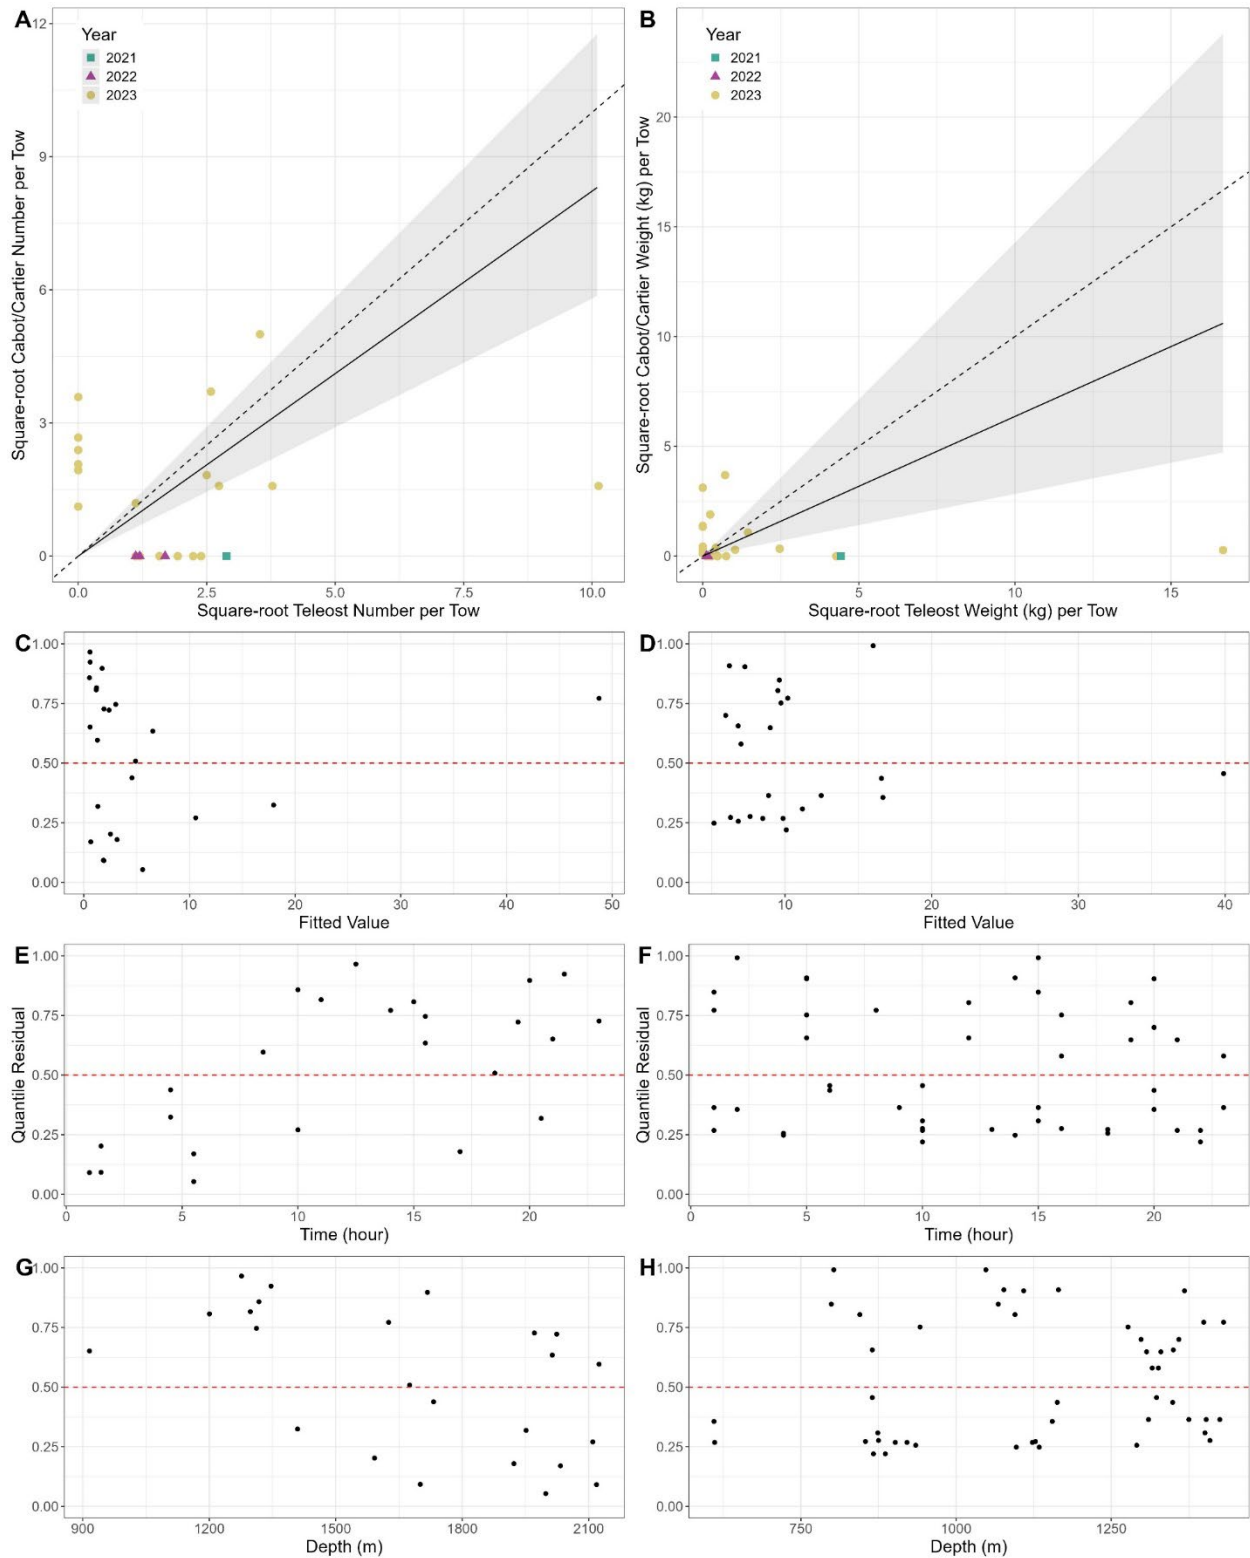 A
Year
2021
2022
2023
12
9
6
3
0
Square-root Cabot/Cartier Number per Tow
0.0 2.5 5.0 7.5 10.0
Square-root Teleost Number per Tow
B
Year
2021
2022
2023
20
15
10
5
0
Square-root Cabot/Cartier Weight (kg) per Tow
0 5 10 15
Square-root Teleost Weight (kg) per Tow
C
1.00
0.75
0.50
0.25
0.00
0 10 20 30 40 50
Fitted Value
D
1.00
0.75
0.50
0.25
0.00
10 20 30 40
Fitted Value
E
1.00
0.75
0.50
0.25
0.00
Quantile Residual
0 5 10 15 20
Time (hour)
F
1.00
0.75
0.50
0.25
0.00
Quantile Residual
0 5 10 15 20
Time (hour)
G
1.00
0.75
0.50
0.25
0.00
900 1200 1500 1800 2100
Depth (m)
H
1.00
0.75
0.50
0.25
0.00
750 1000 1250
Depth (m)